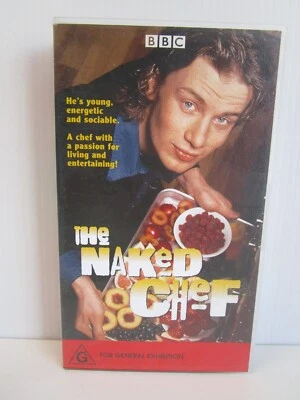 BBC
He's young,
energetic
and sociable.
A chef with
a passion for
living and
entertaining!
THE
NAKED
CHEF
G
FOR GENERAL EXHIBITION